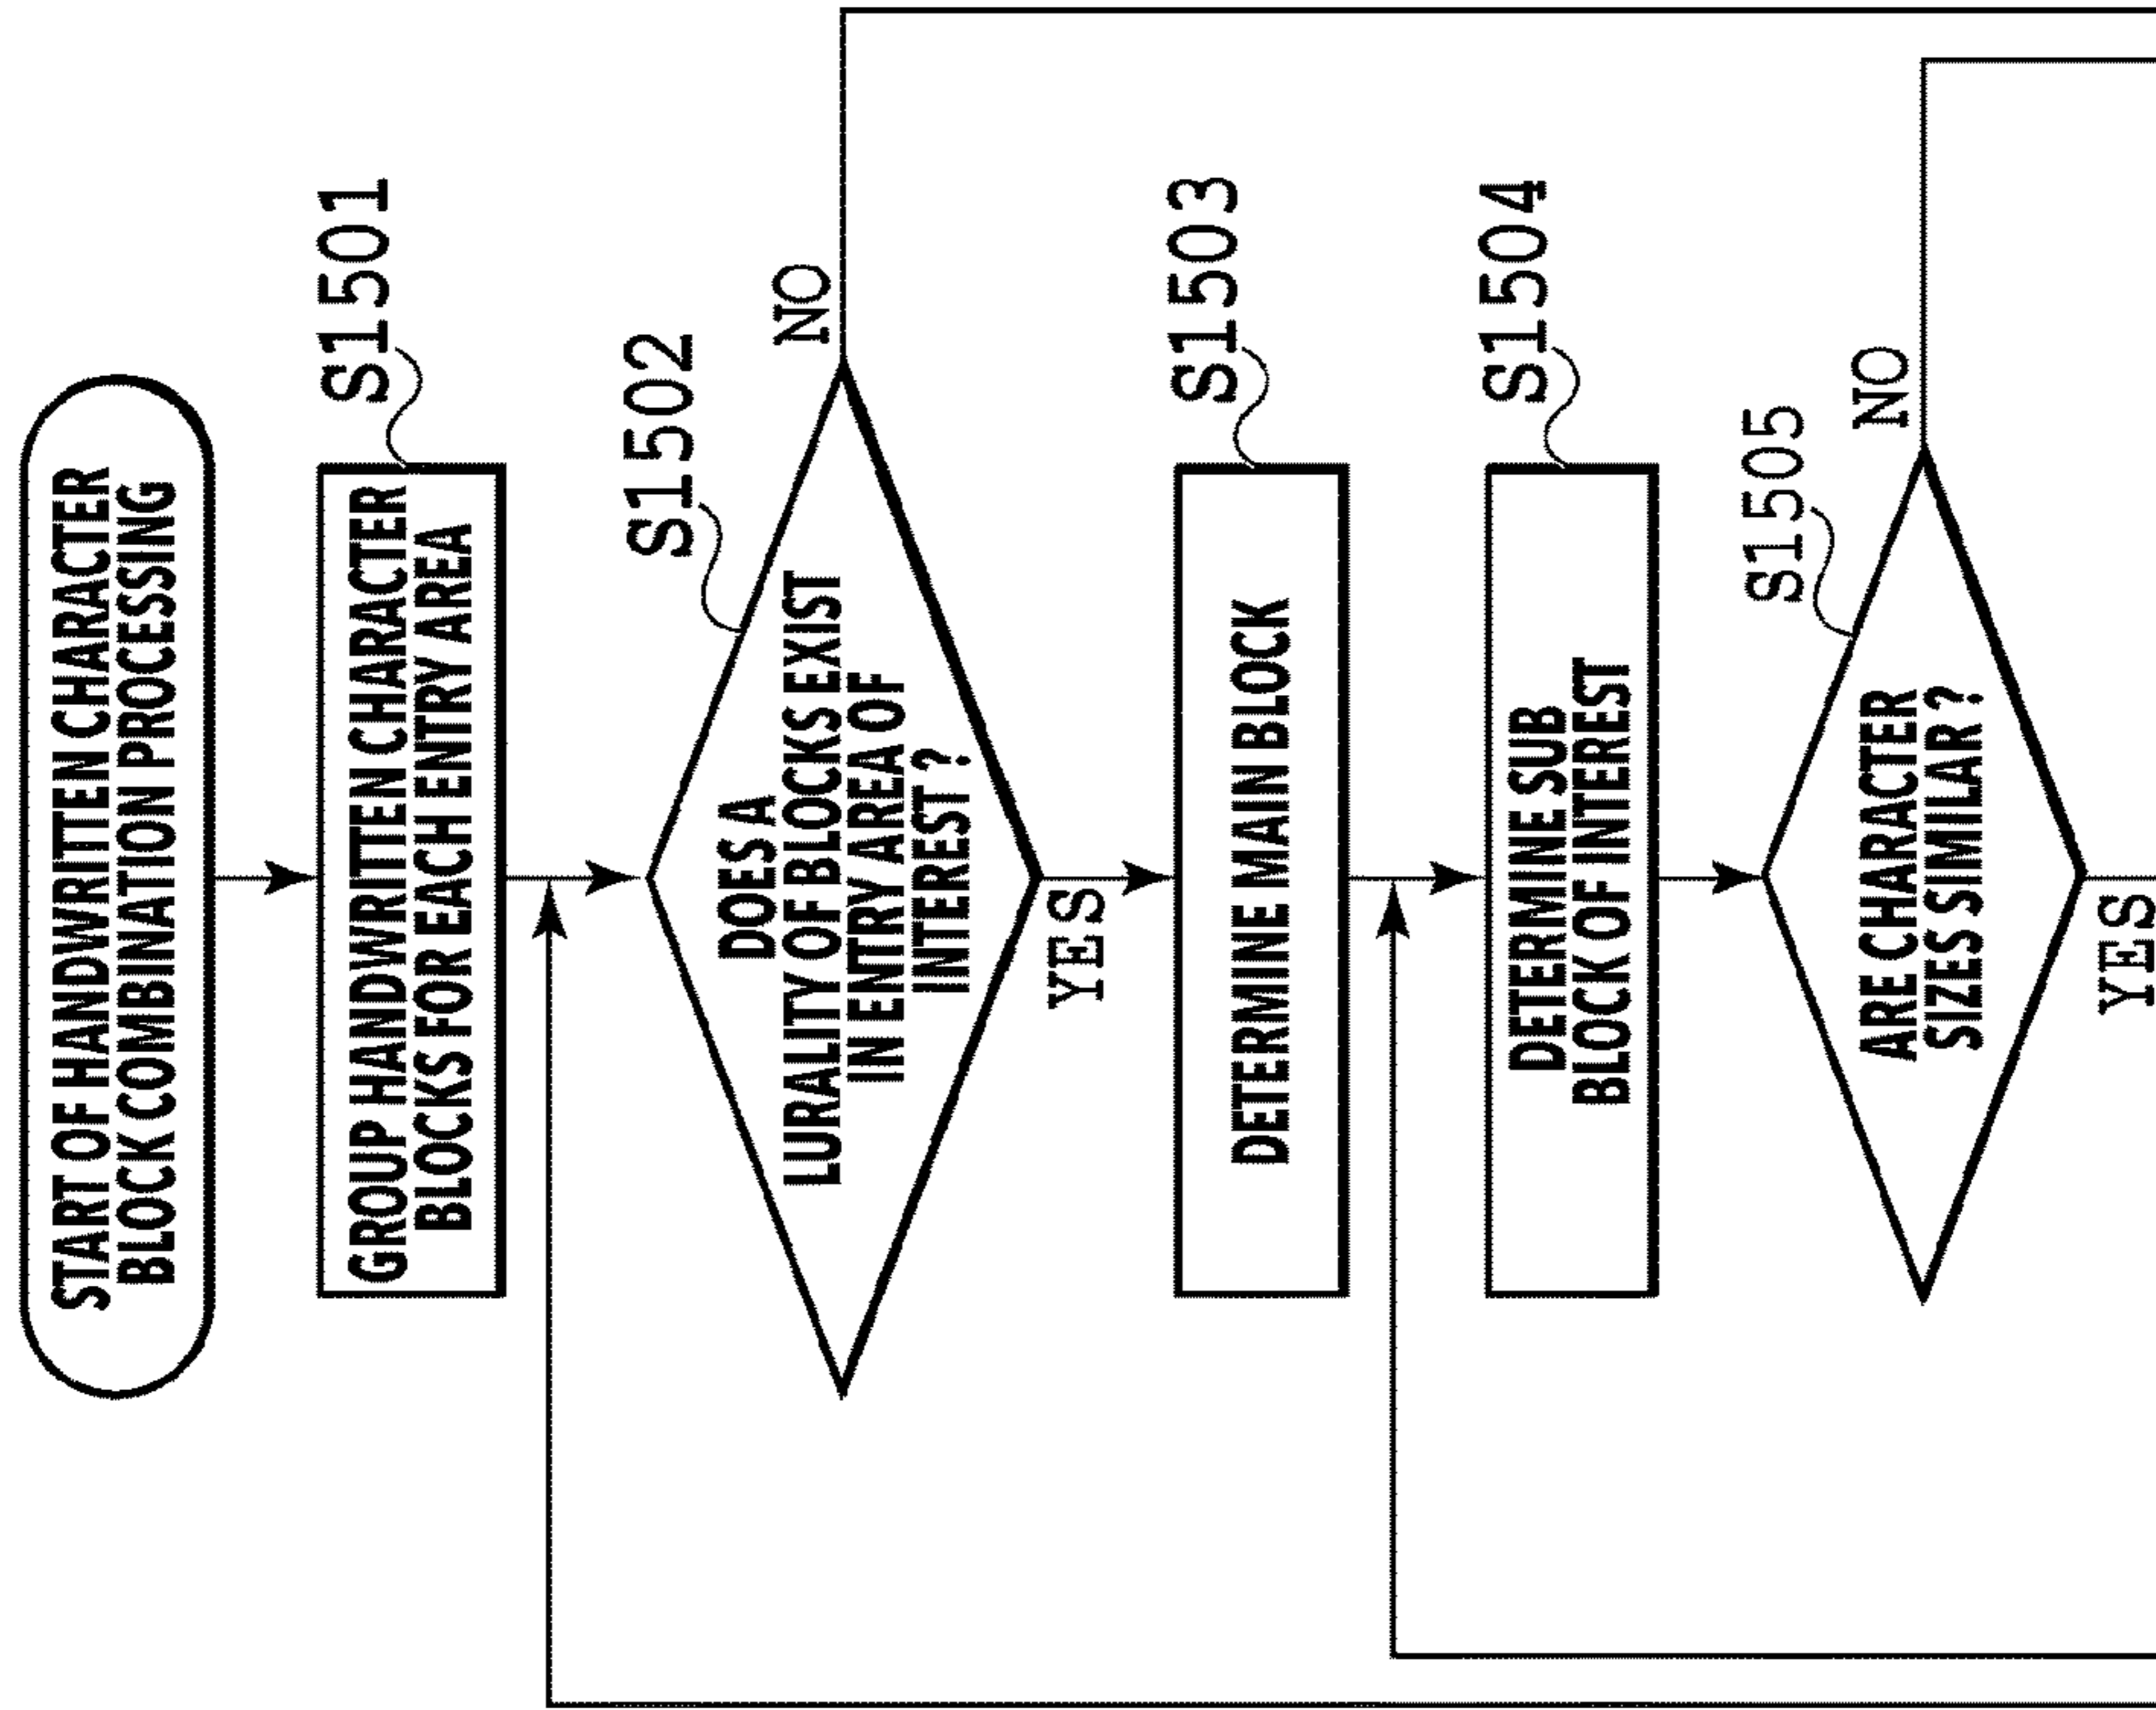 START OF HANDWRITTEN CHARACTER
BLOCK COMBINATION PROCESSING
S1501
GROUP HANDWRITTEN CHARACTER
BLOCKS FOR EACH ENTRY AREA
S1502
DOES A
LURALITY OF BLOCKS EXIST
IN ENTRY AREA OF
INTEREST ?
NO
YES
S1503
DETERMINE MAIN BLOCK
S1504
DETERMINE SUB
BLOCK OF INTEREST
S1505
ARE CHARACTER
SIZES SIMILAR ?
NO
YES